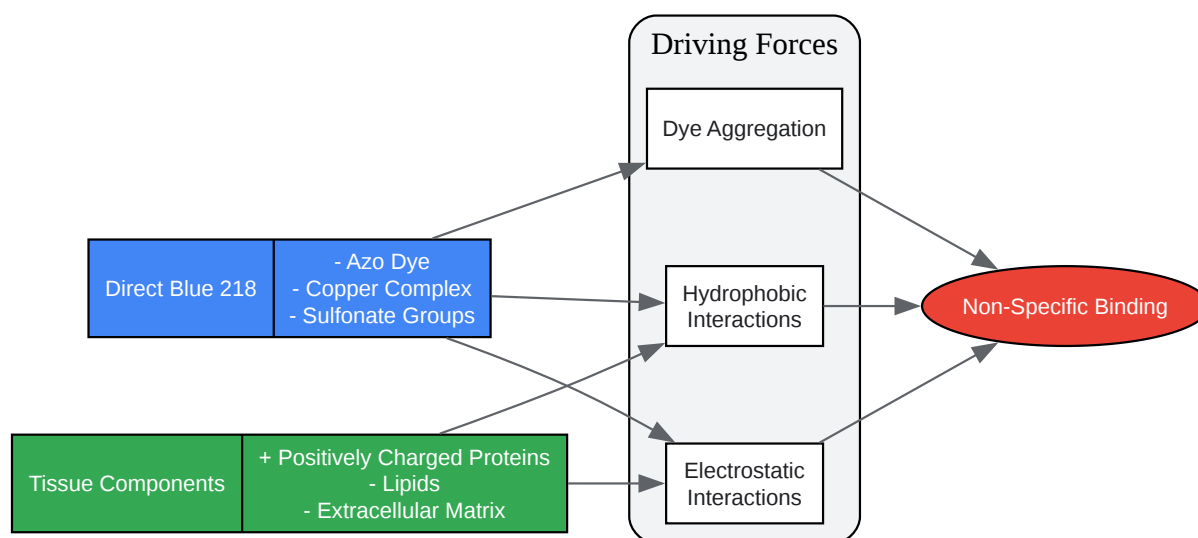 Driving Forces
Dye Aggregation
Direct Blue 218
- Azo Dye
- Copper Complex
- Sulfonate Groups
Hydrophobic
Interactions
Non-Specific Binding
Tissue Components
+ Positively Charged Proteins
- Lipids
- Extracellular Matrix
Electrostatic
Interactions